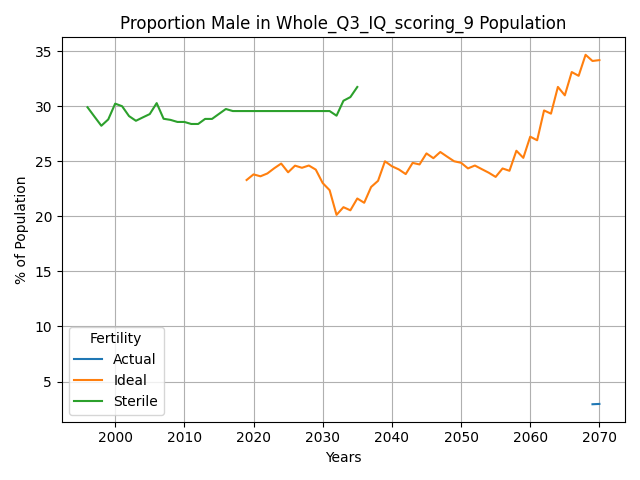 Proportion Male in Whole_Q3_IQ_scoring_9 Population
% of Population
35
30
25
20
15
10
5
Fertility
Actual
Ideal
Sterile
2000 2010 2020 2030 2040 2050 2060 2070
Years